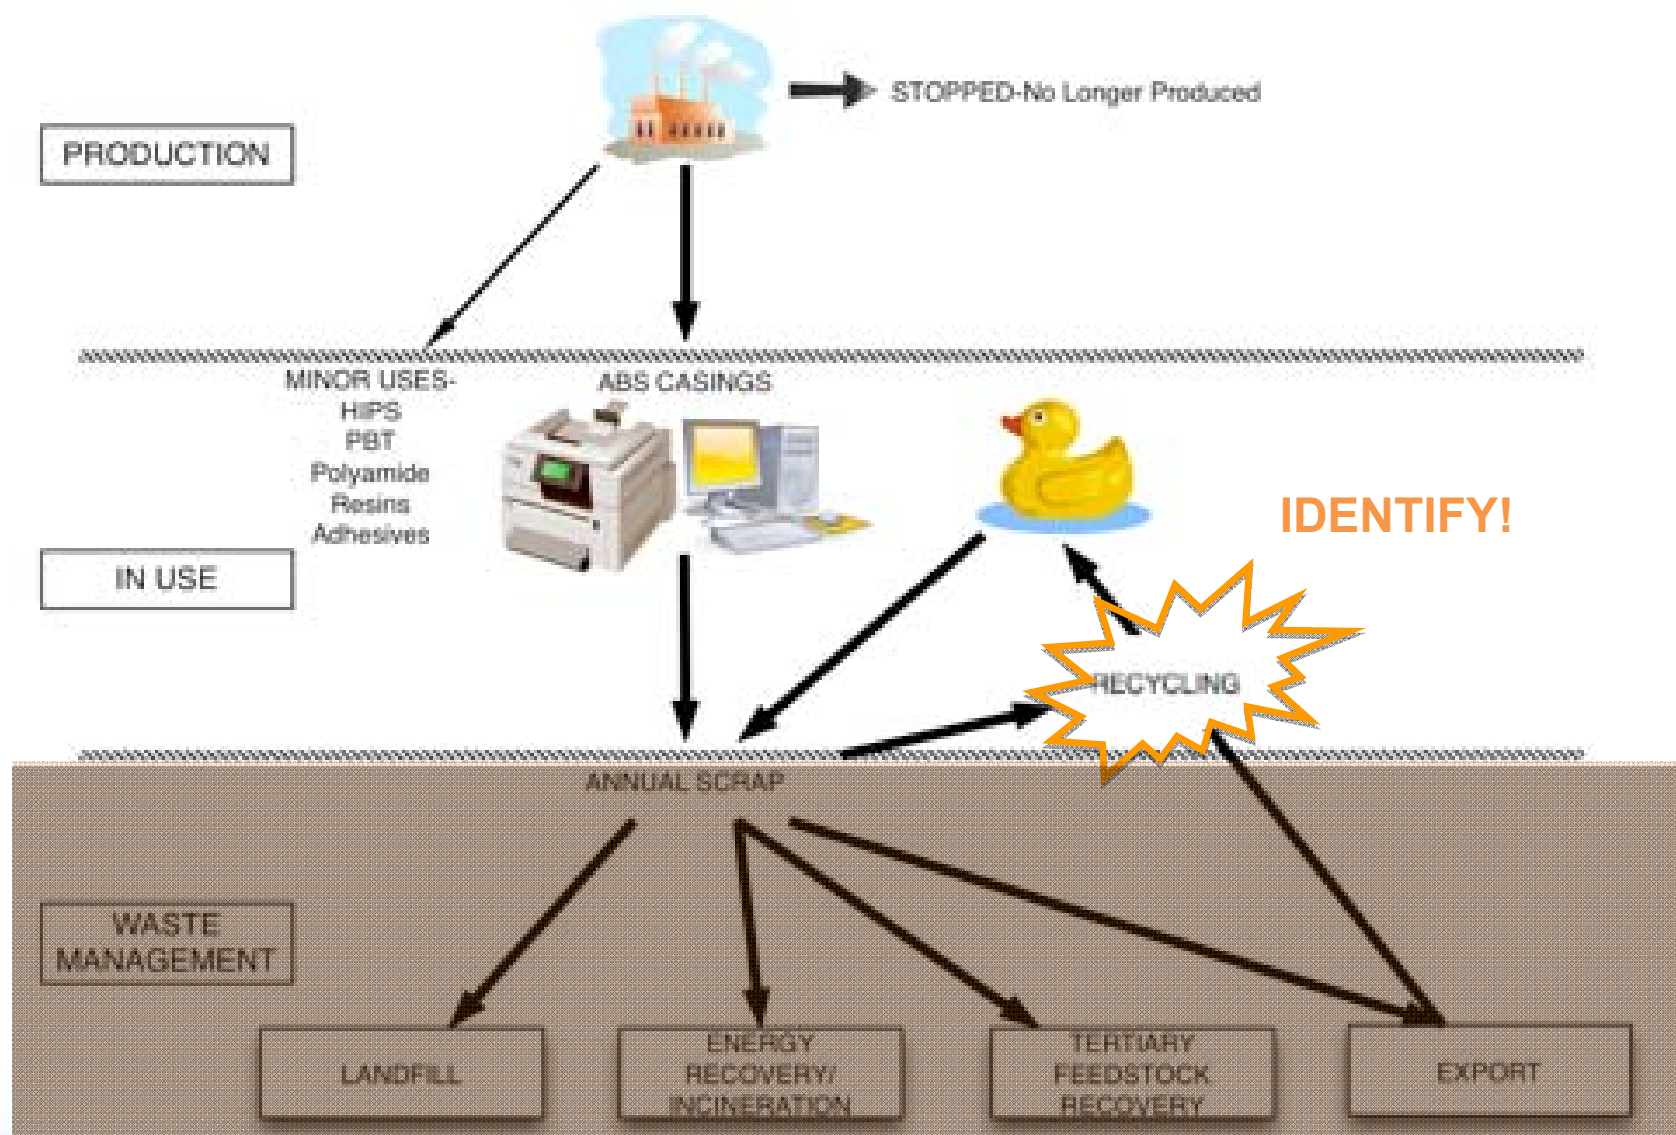 STOPPED-No Longer Produced
PRODUCTION
MINOR USES-
HIPS
PBT
Polyamide
Resins
Adhesives
ABS CASINGS
IDENTIFY!
IN USE
RECYCLING
ANNUAL SCRAP
WASTE
MANAGEMENT
LANDFILL
ENERGY
RECOVERY/
INCINERATION
TERTIARY
FEEDSTOCK
RECOVERY
EXPORT